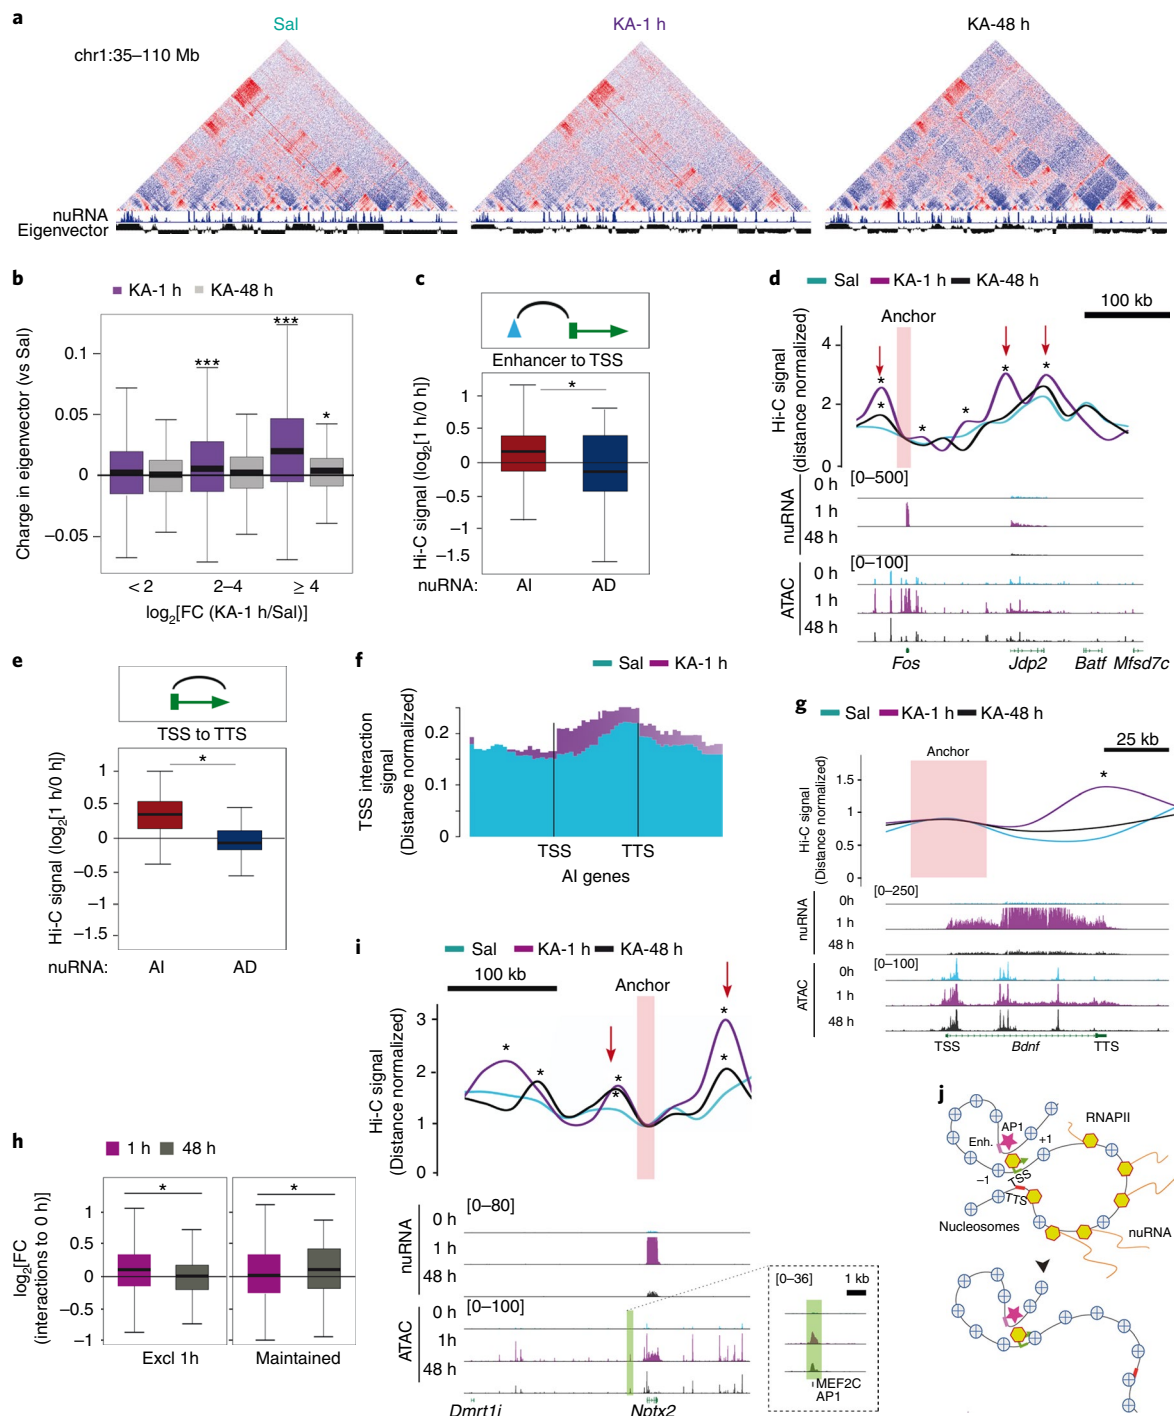 a
Sal
KA-1 h
KA-48 h
chr1:35–110 Mb
nuRNA
Eigenvector
b
KA-1 h
KA-48 h
Charge in eigenvector (vs Sal)
0.1
0.05
0
–0.05
***
***
*
< 2
2–4
≥ 4
log2[FC (KA-1 h/Sal)]
c
Enhancer to TSS
Hi-C signal (log2[1 h/0 h])
1
0.5
0
–0.5
–1
–1.5
*
nuRNA:
AI
AD
d
Sal
KA-1 h
KA-48 h
100 kb
Anchor
Hi-C signal
(distance normalized)
4
2
0
*
*
*
*
*
*
nuRNA
[0–500]
0 h
1 h
48 h
ATAC
[0–100]
0 h
1 h
48 h
Fos
Jdp2
Batf
Mfsd7c
e
TSS to TTS
Hi-C signal (log2[1 h/0 h])
1
0.5
0
–0.5
–1
–1.5
*
nuRNA:
AI
AD
f
Sal
KA-1 h
TSS interaction
signal
(Distance normalized)
0.2
0.1
0
TSS
TTS
AI genes
g
Sal
KA-1 h
KA-48 h
25 kb
Anchor
Hi-C signal
(Distance normalized)
1.5
1
0.5
0
*
nuRNA
[0–250]
0h
1 h
48 h
ATAC
[0–100]
0h
1 h
48 h
TSS
Bdnf
TTS
h
1 h
48 h
log2[FC
(interactions to 0 h)]
1
0.5
0
–0.5
–1
*
*
Excl 1h
Maintained
i
Sal
KA-1 h
KA-48 h
100 kb
Anchor
Hi-C signal
(Distance normalized)
3
2
1
0
*
*
*
*
*
*
nuRNA
[0–80]
0 h
1 h
48 h
ATAC
[0–100]
0 h
1h
48 h
Dmrt1i
Nptx2
[0–36]
1 kb
MEF2C
AP1
j
AP1
RNAPII
Enh.
+1
–1
TSS
TTS
Nucleosomes
nuRNA